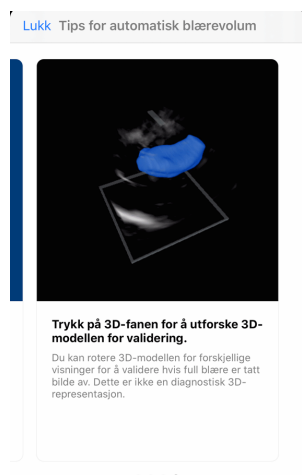 Lukk Tips for automatisk blærevolum
Trykk på 3D-fanen for å utforske 3D-
modellen for validering.
Du kan rotere 3D-modellen for forskjellige
visninger for å validere hvis full blære er tatt
bilde av. Dette er ikke en diagnostisk 3D-
representasjon.